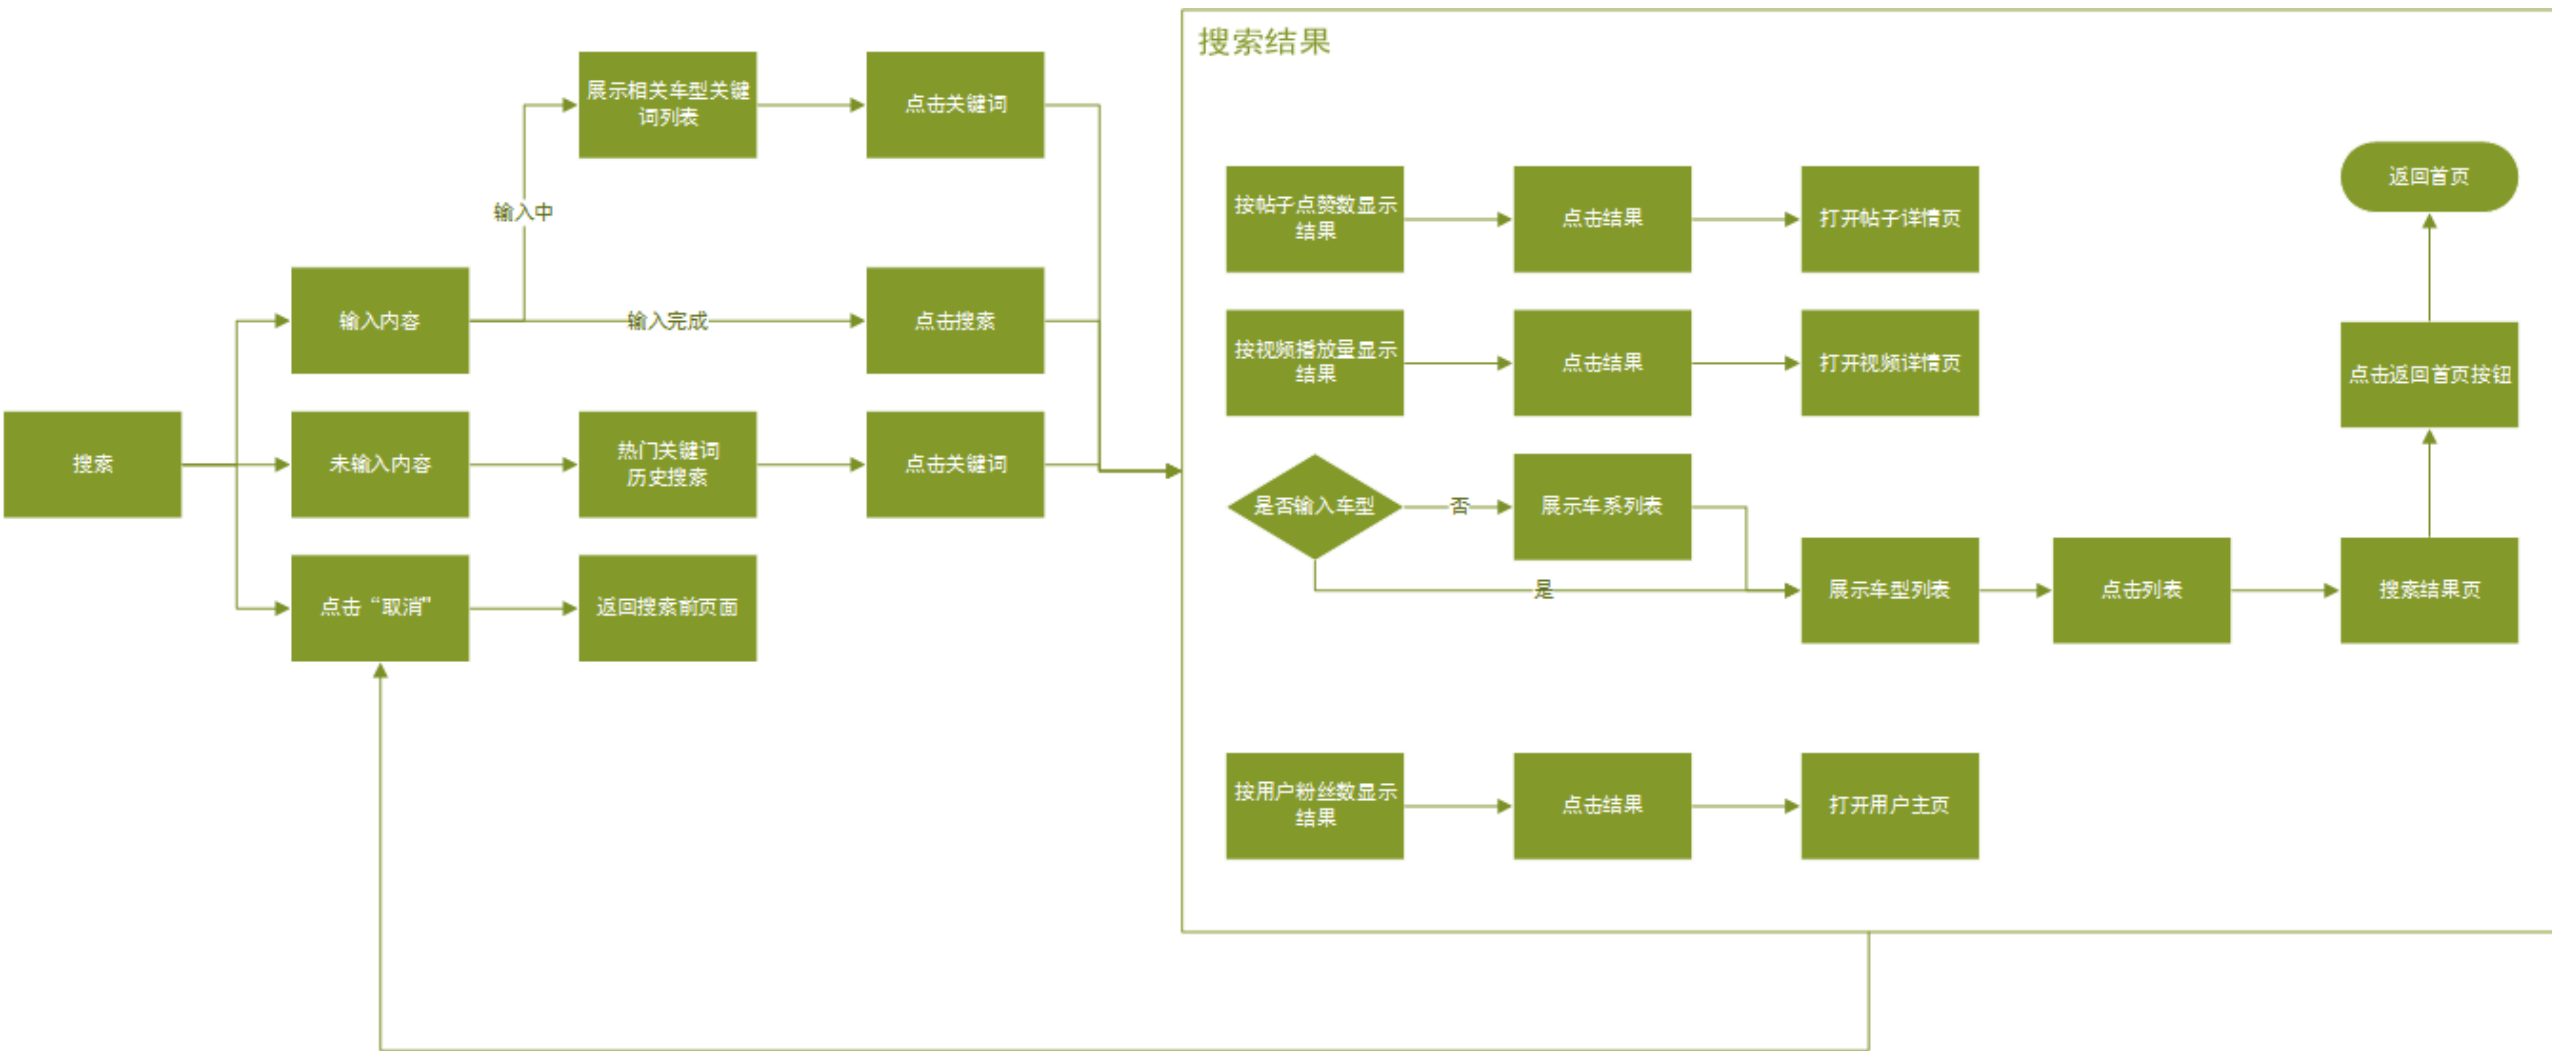 搜索结果
展示相关车型关键
词列表
点击关键词
输入中
输入内容
输入完成
点击搜索
搜索
未输入内容
热门关键词
历史搜索
点击关键词
点击“取消”
返回搜索前页面
按帖子点赞数显示
结果
点击结果
打开帖子详情页
按视频播放量显示
结果
点击结果
打开视频详情页
是否输入车型
否
展示车系列表
是
展示车型列表
点击列表
搜索结果页
点击返回首页按钮
返回首页
按用户粉丝数显示
结果
点击结果
打开用户主页